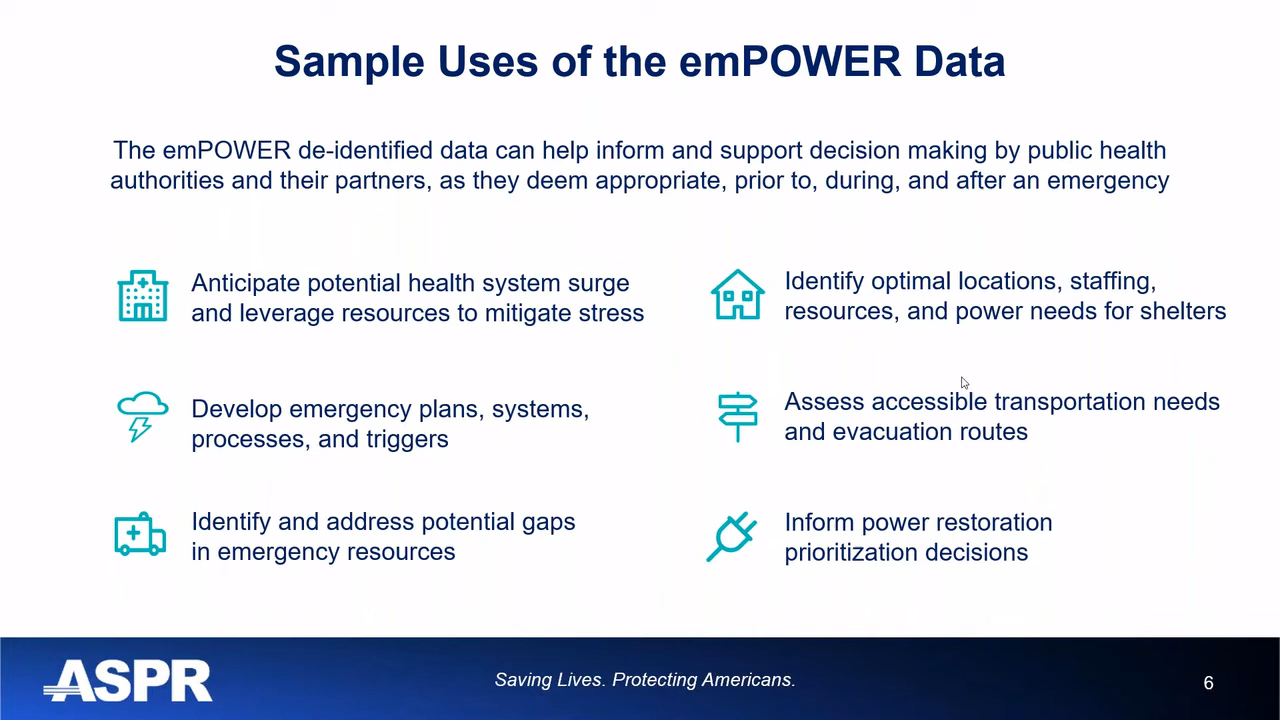 Sample Uses of the emPOWER Data
The emPOWER de-identified data can help inform and support decision making by public health
authorities and their partners, as they deem appropriate, prior to, during, and after an emergency
Anticipate potential health system surge
and leverage resources to mitigate stress
Develop emergency plans, systems,
processes, and triggers
Identify and address potential gaps
in emergency resources
Identify optimal locations, staffing,
resources, and power needs for shelters
Assess accessible transportation needs
and evacuation routes
Inform power restoration
prioritization decisions
ASPR
Saving Lives. Protecting Americans.
6